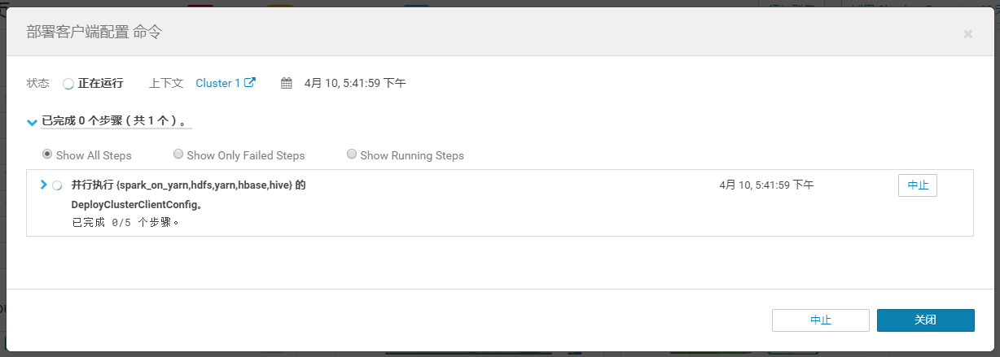 部署客户端配置 命令
状态 正在运行 上下文 Cluster 1 4月 10, 5:41:59 下午
已完成 0 个步骤（共 1 个）。
Show All Steps Show Only Failed Steps Show Running Steps
并行执行 {spark_on_yarn,hdfs,yarn,hbase,hive} 的 4月 10, 5:41:59 下午 中止
DeployClusterClientConfig。
已完成 0/5 个步骤。
中止 关闭